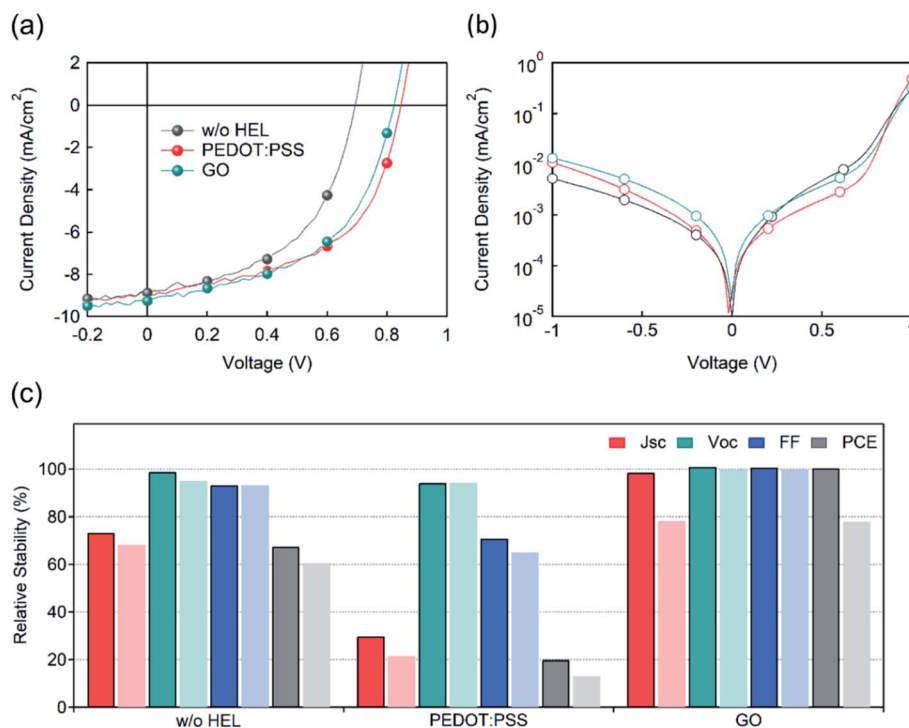 (a)
2
0
-2
-4
-6
-8
-10
Current Density (mA/cm²)
w/o HEL
PEDOT:PSS
GO
-0.2 0 0.2 0.4 0.6 0.8 1
Voltage (V)
(b)
10⁰
10⁻¹
10⁻²
10⁻³
10⁻⁴
10⁻⁵
Current Density (mA/cm²)
-1 -0.5 0 0.5
Voltage (V)
(c)
Jsc Voc FF PCE
100
80
60
40
20
0
Relative Stability (%)
w/o HEL PEDOT:PSS GO